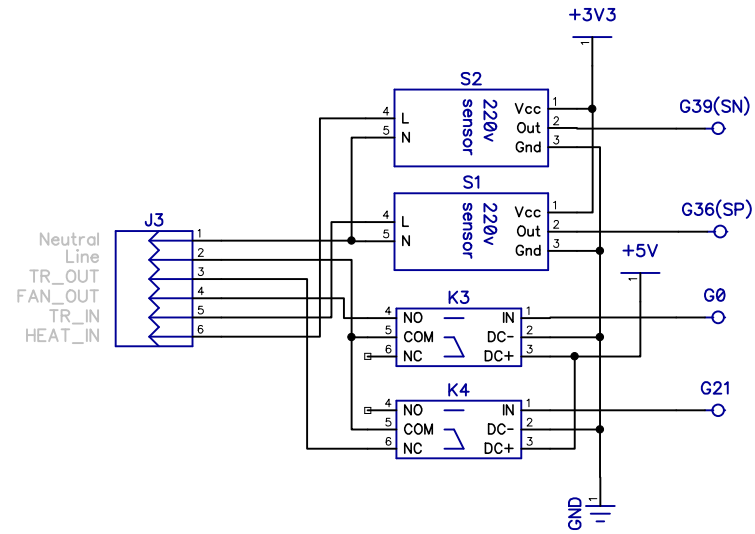 +3V3
1
S2
4 L
5 N
220v
sensor
Vcc 1
Out 2
Gnd 3
G39(SN)
S1
4 L
5 N
220v
sensor
Vcc 1
Out 2
Gnd 3
G36(SP)
+5V
1
J3
Neutral 1
Line 2
TR_OUT 3
FAN_OUT 4
TR_IN 5
HEAT_IN 6
K3
4 NO IN 1
5 COM DC- 2
6 NC DC+ 3
G0
K4
4 NO IN 1
5 COM DC- 2
6 NC DC+ 3
G21
GND
1